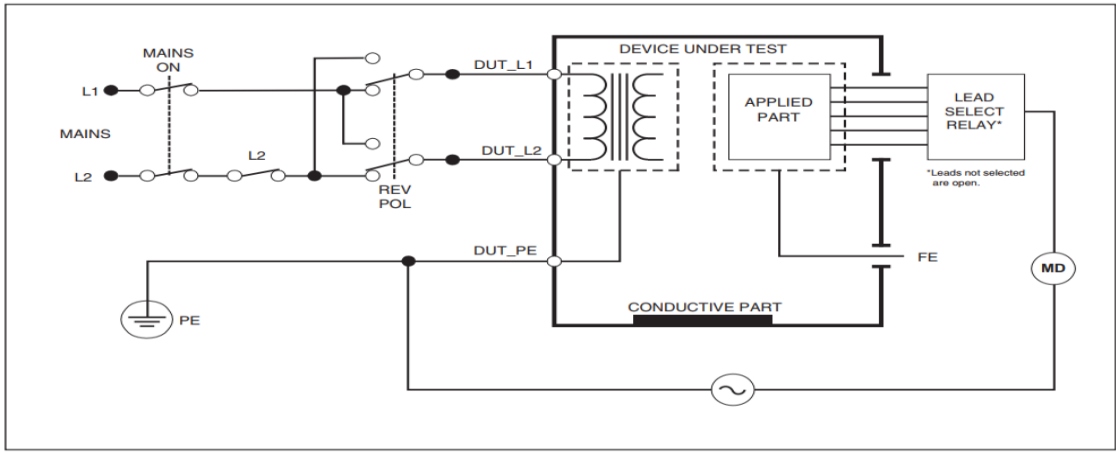 MAINS
ON
L1
MAINS
L2
L2
REV
POL
DUT_L1
DUT_L2
DUT_PE
PE
DEVICE UNDER TEST
APPLIED
PART
LEAD
SELECT
RELAY*
*Leads not selected
are open.
FE
MD
CONDUCTIVE PART